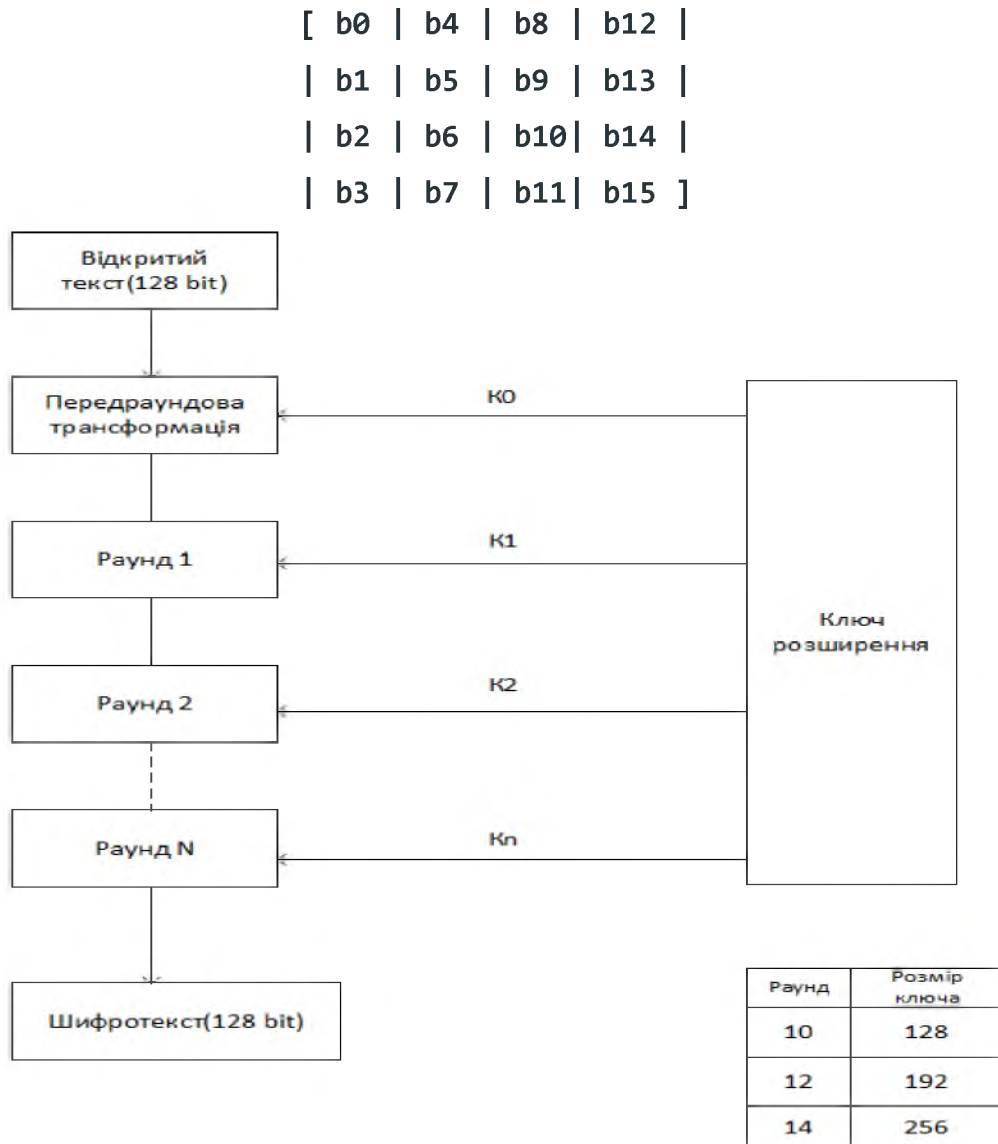 [ b0 | b4 | b8 | b12 |
| b1 | b5 | b9 | b13 |
| b2 | b6 | b10| b14 |
| b3 | b7 | b11| b15 ]
Відкритий
текст(128 bit)
Передраундова
трансформація
K0
Раунд 1
K1
Раунд 2
K2
Раунд N
Kn
Ключ
розширення
Шифротекст(128 bit)
Раунд Розмір
ключа
10 128
12 192
14 256